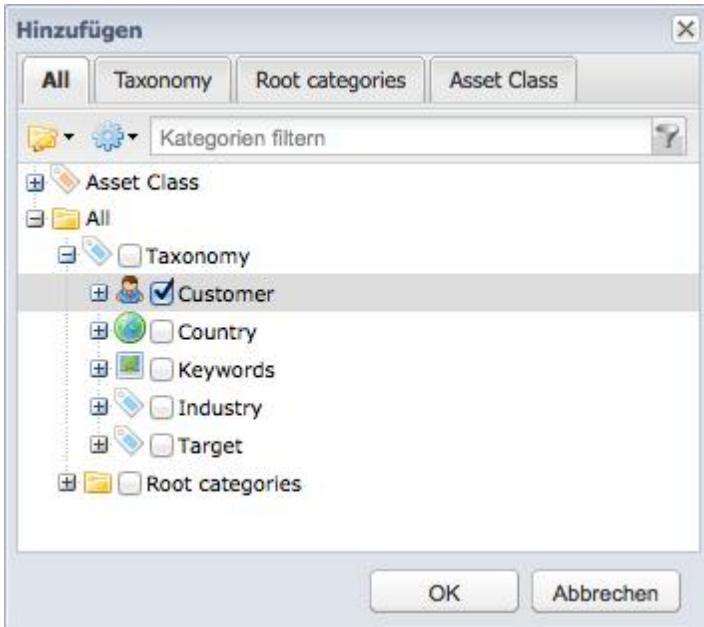 Hinzufügen
All Taxonomy Root categories Asset Class
Kategorien filtern
Asset Class
All
Taxonomy
Customer
Country
Keywords
Industry
Target
Root categories
OK Abbrechen